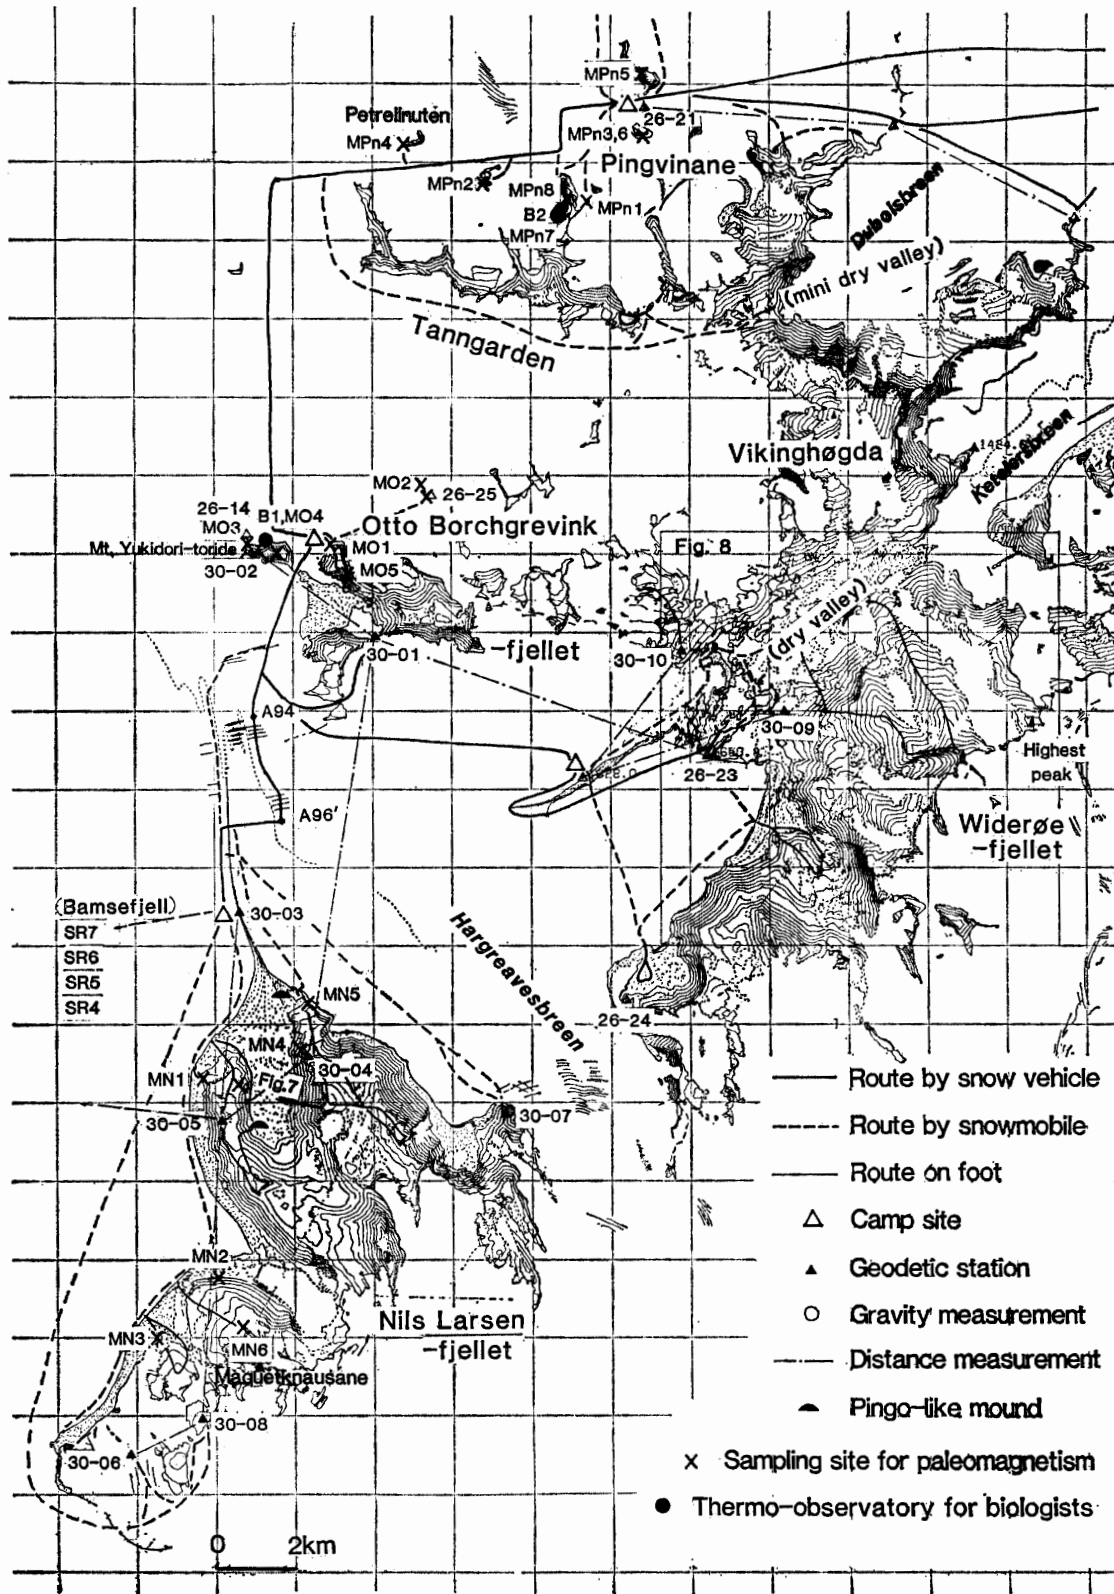 MPn5
26-21
Petrellnuten
MPn4
MPn3,6
Pingvinane
MPn2
MPn8
B2
MPn1
MPn7
Duboisbreen
(mini dry valley)
Tanngarden
Vikinghøgda
Keteiersbreen
MO2
26-25
26-14
MO3
B1,MO4
Otto Borchgrevink
-fjellet
Mt. Yukidori-toride
30-02
MO1
MO5
Fig. 8
(dry valley)
30-01
30-10
A94
30-09
26-23
Highest
peak
A96'
Widerøe
-fjellet
(Bamsefjell)
SR7
SR6
SR5
SR4
30-03
Hargreavesbreen
26-24
MN5
MN4
MN1
Fig.7
30-04
30-05
30-07
MN2
Nils Larsen
-fjellet
MN3
MN6
Maquetknausane
30-08
30-06
0 2km
Route by snow vehicle
Route by snowmobile
Route on foot
Camp site
Geodetic station
Gravity measurement
Distance measurement
Pingo-like mound
Sampling site for paleomagnetism
Thermo-observatory for biologists